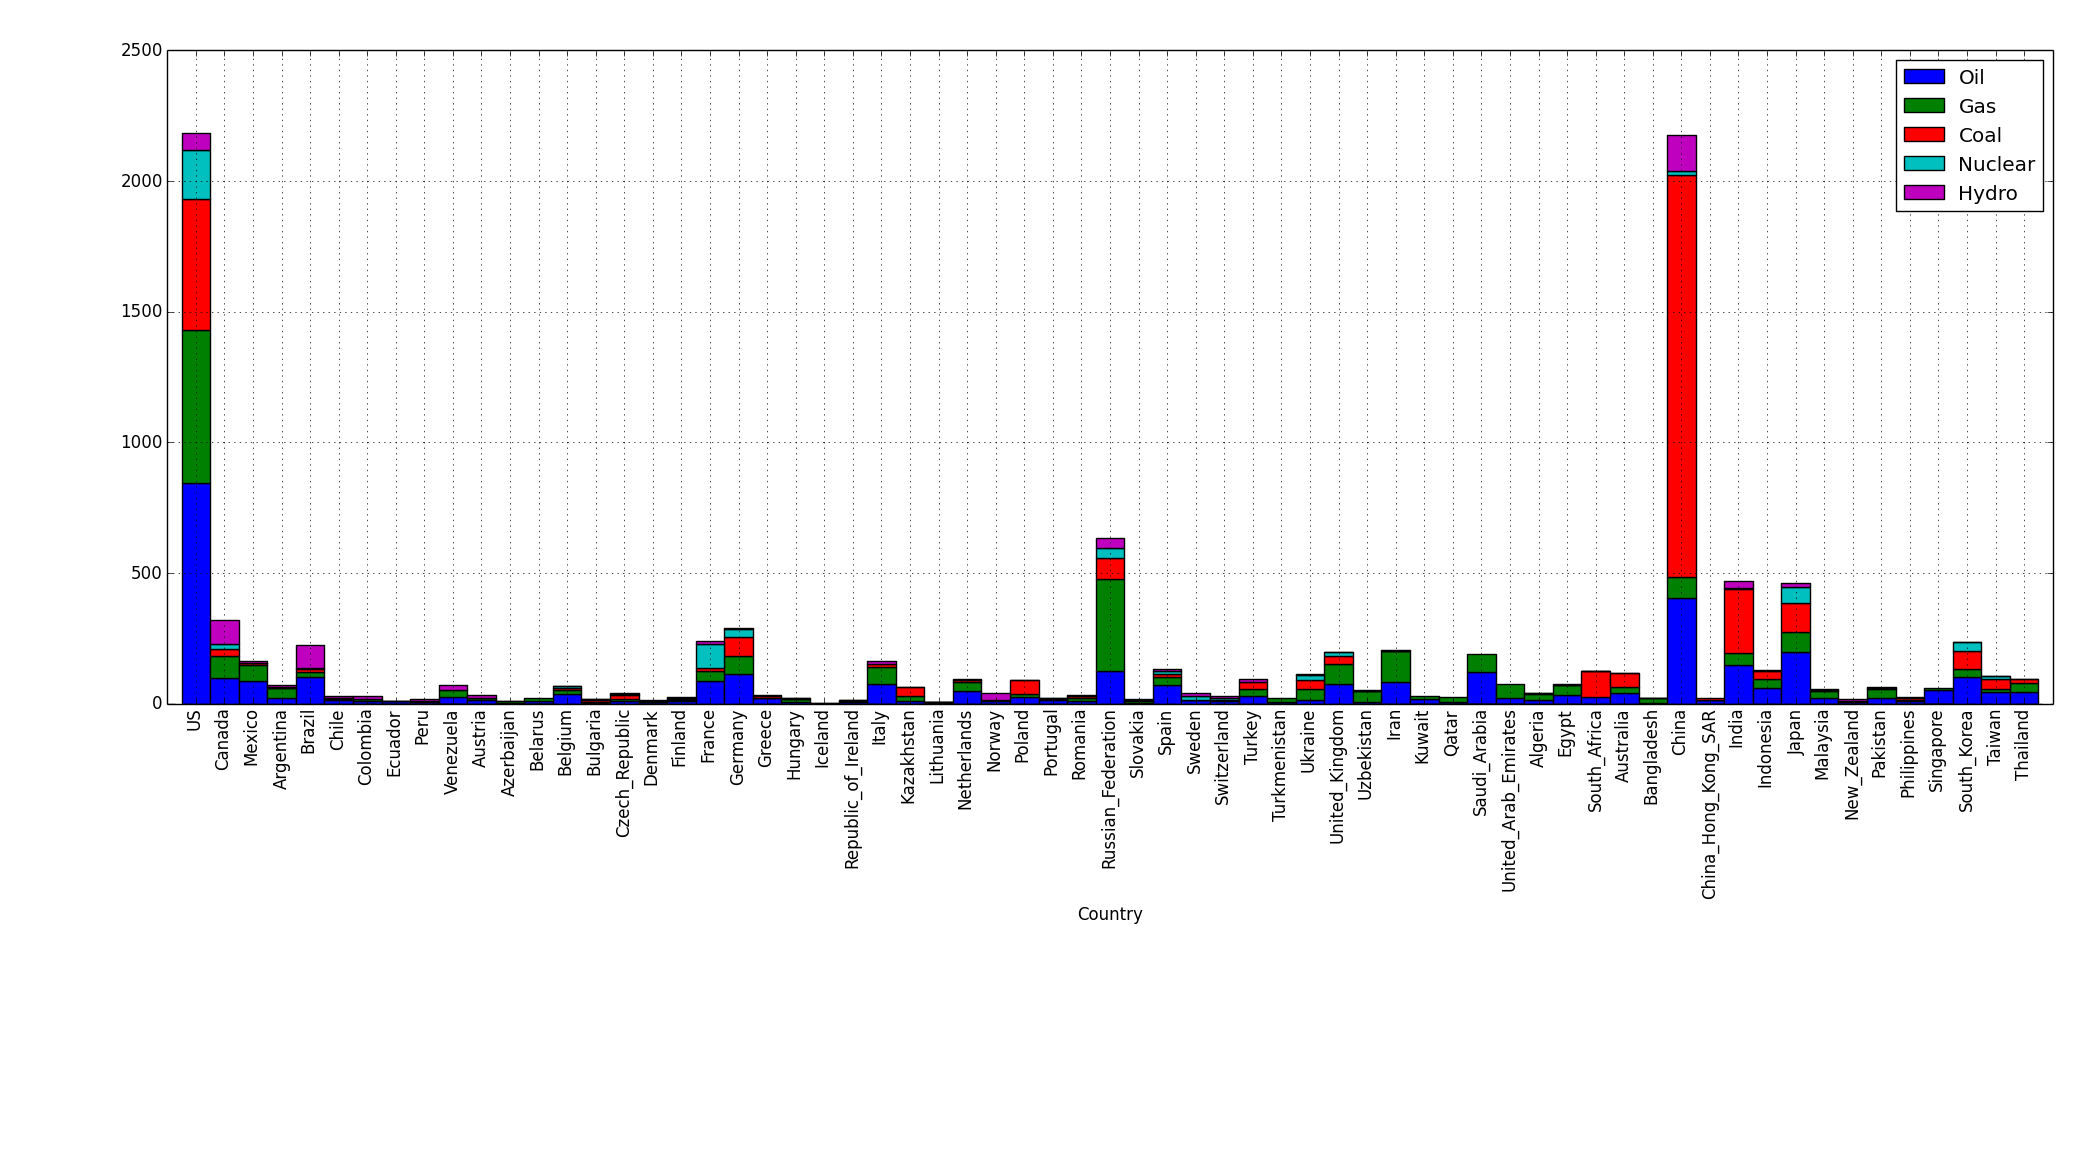 2500
2000
1500
1000
500
0
Oil
Gas
Coal
Nuclear
Hydro
US
Canada
Mexico
Argentina
Brazil
Chile
Colombia
Ecuador
Peru
Venezuela
Austria
Azerbaijan
Belarus
Belgium
Bulgaria
Czech_Republic
Denmark
Finland
France
Germany
Greece
Hungary
Iceland
Republic_of_Ireland
Italy
Kazakhstan
Lithuania
Netherlands
Norway
Poland
Portugal
Romania
Russian_Federation
Slovakia
Spain
Sweden
Switzerland
Turkey
Turkmenistan
Ukraine
United_Kingdom
Uzbekistan
Iran
Kuwait
Qatar
Saudi_Arabia
United_Arab_Emirates
Algeria
Egypt
South_Africa
Australia
Bangladesh
China
China_Hong_Kong_SAR
India
Indonesia
Japan
Malaysia
New_Zealand
Pakistan
Philippines
Singapore
South_Korea
Taiwan
Thailand
Country